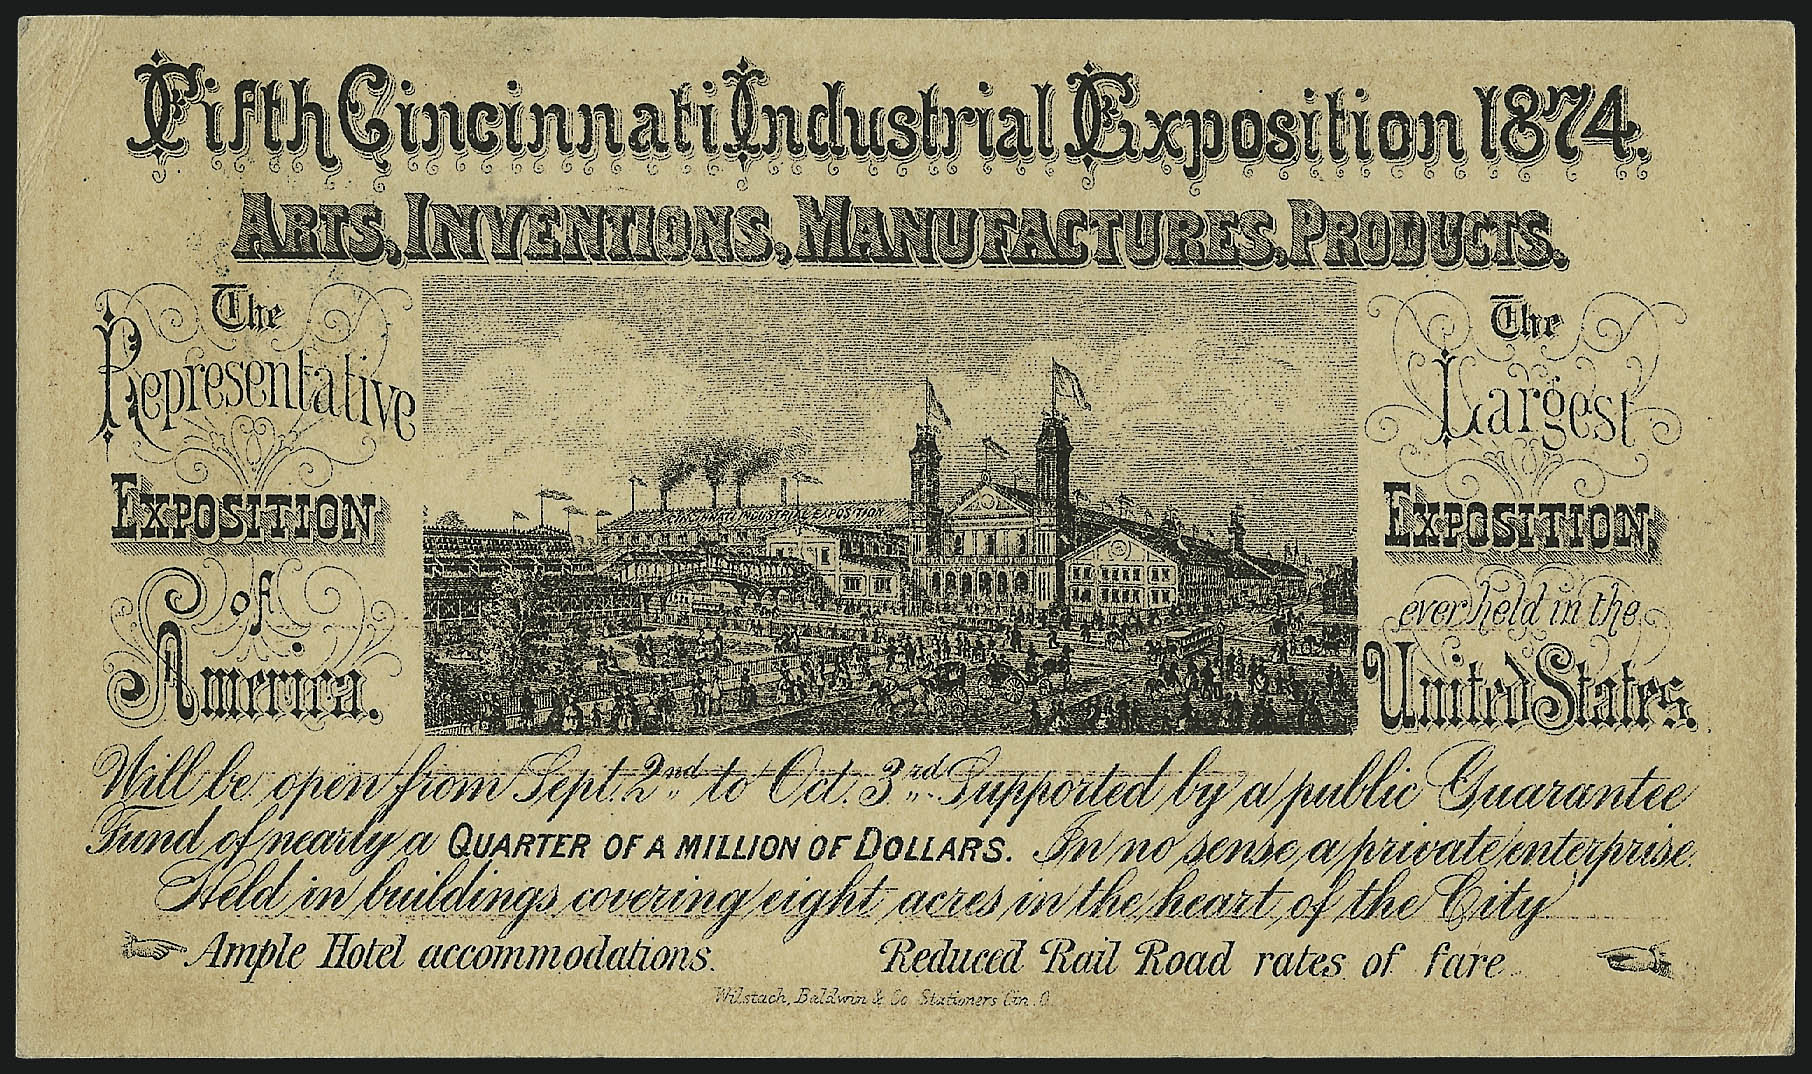 Fifth Cincinnati Industrial Exposition 1874.
ARTS, INVENTIONS, MANUFACTURES, PRODUCTS.
The
Representative
EXPOSITION
of
America.
CINCINNATI INDUSTRIAL EXPOSITION
The
Largest
EXPOSITION
ever held in the
United States.
Will be open from Sept. 2nd. to Oct. 3rd. Supported by a public Guarantee
Fund of nearly a QUARTER OF A MILLION OF DOLLARS. In no sense a private enterprise.
Held in buildings covering eight acres in the heart of the City
Ample Hotel accommodations. Reduced Rail Road rates of fare
Wilstach, Baldwin & Co Stationers Cin. O.